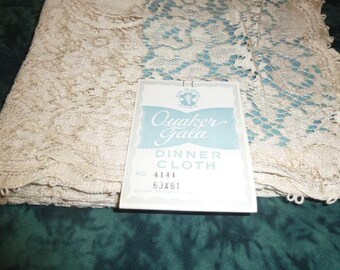 Quaker
Gala
DINNER
CLOTH
NO. 4144
63X81